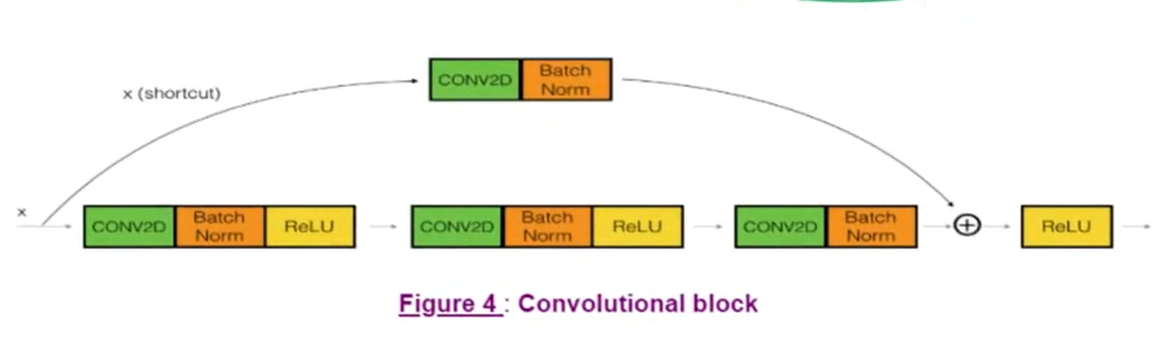 x (shortcut)
CONV2D
Batch
Norm
x
CONV2D
Batch
Norm
ReLU
CONV2D
Batch
Norm
ReLU
CONV2D
Batch
Norm
ReLU
Figure 4 : Convolutional block